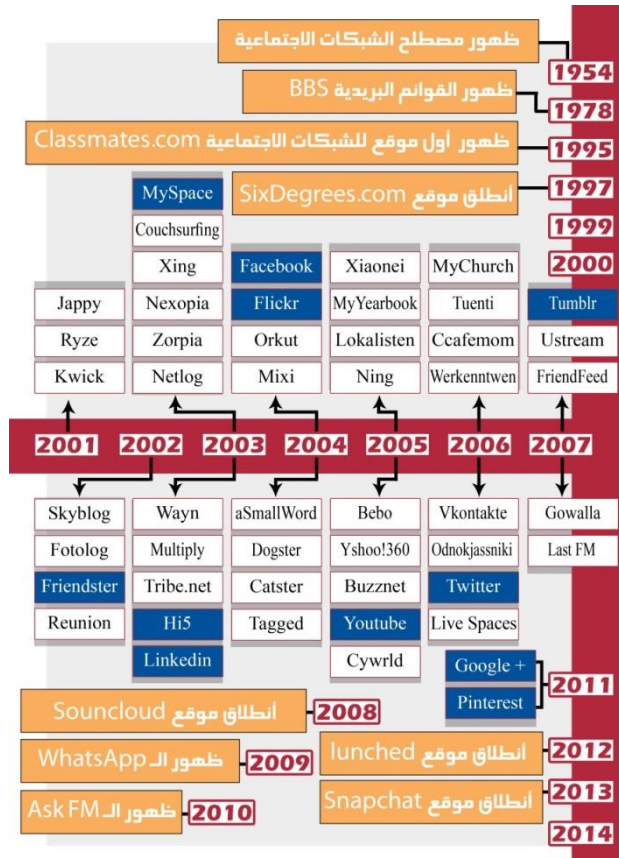 ظهور مصطلح الشبكات الاجتماعية
1954
ظهور القوائم البريدية BBS
1978
ظهور أول موقع للشبكات الاجتماعية Classmates.com
1995
أنطلق موقع SixDegrees.com
1997
1999
2000
MySpace
Couchsurfing
Xing
Nexopia
Zorpia
Netlog
Facebook
Flickr
Orkut
Mixi
Xiaonei
MyYearbook
Lokalisten
Ning
MyChurch
Tuenti
Ccafemom
Werkenntwen
Tumblr
Ustream
FriendFeed
Jappy
Ryze
Kwick
2001
2002
2003
2004
2005
2006
2007
Skyblog
Fotolog
Friendster
Reunion
Wayn
Multiply
Tribe.net
Hi5
Linkedin
aSmallWord
Dogster
Catster
Tagged
Bebo
Yshoo!360
Buzznet
Youtube
Cywrld
Vkontakte
Odnokjassniki
Twitter
Live Spaces
Gowalla
Last FM
Google +
Pinterest
2011
أنطلاق موقع Souncloud
2008
ظهور الـ WhatsApp
2009
ظهور الـ Ask FM
2010
أنطلاق موقع lunched
2012
أنطلاق موقع Snapchat
2013
2014